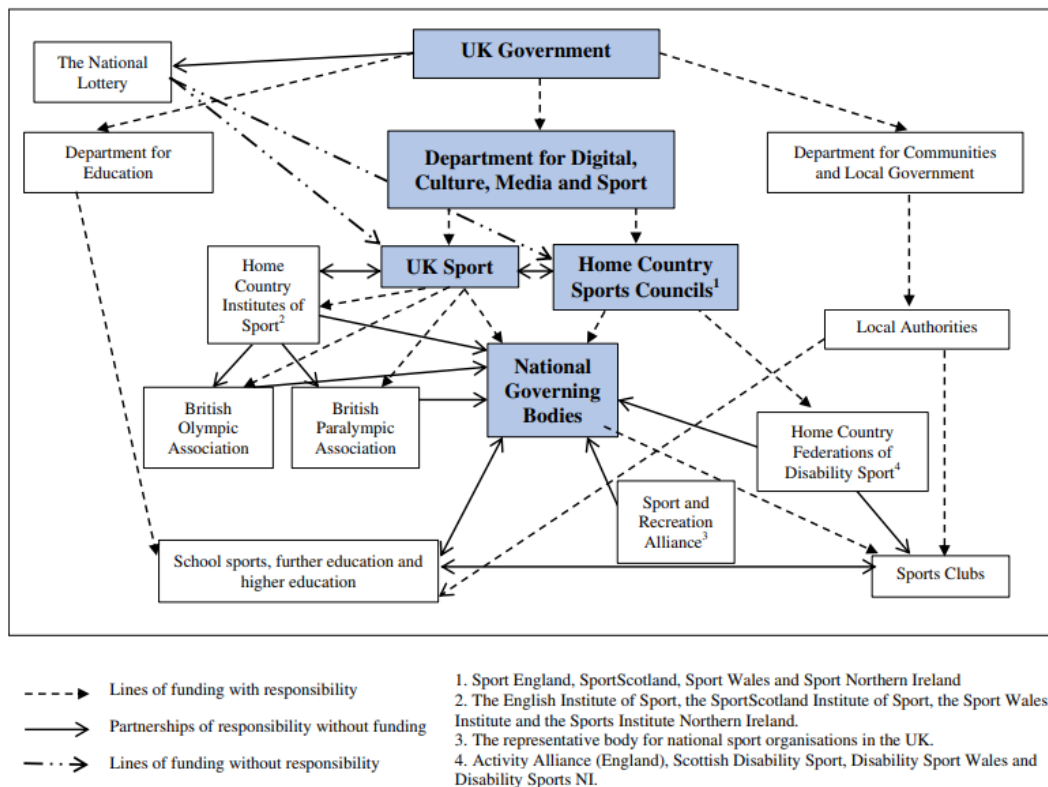 UK Government
The National
Lottery
Department for
Education
Department for Digital,
Culture, Media and Sport
Department for Communities
and Local Government
Home
Country
Institutes of
Sport2
UK Sport
Home Country
Sports Councils1
Local Authorities
National
Governing
Bodies
British
Olympic
Association
British
Paralympic
Association
Home Country
Federations of
Disability Sport4
Sport and
Recreation
Alliance3
School sports, further education and
higher education
Sports Clubs
Lines of funding with responsibility
Partnerships of responsibility without funding
Lines of funding without responsibility
1. Sport England, SportScotland, Sport Wales and Sport Northern Ireland
2. The English Institute of Sport, the SportScotland Institute of Sport, the Sport Wales
Institute and the Sports Institute Northern Ireland.
3. The representative body for national sport organisations in the UK.
4. Activity Alliance (England), Scottish Disability Sport, Disability Sport Wales and
Disability Sports NI.